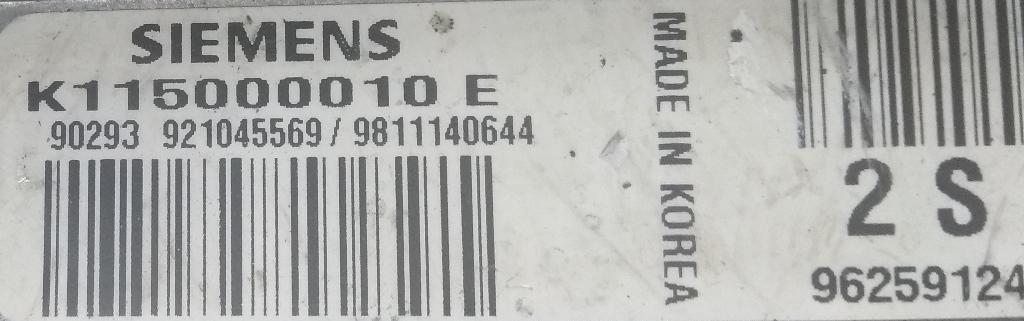 SIEMENS
K115000010 E
90293 921045569 / 9811140644
MADE IN KOREA
2 S
96259124